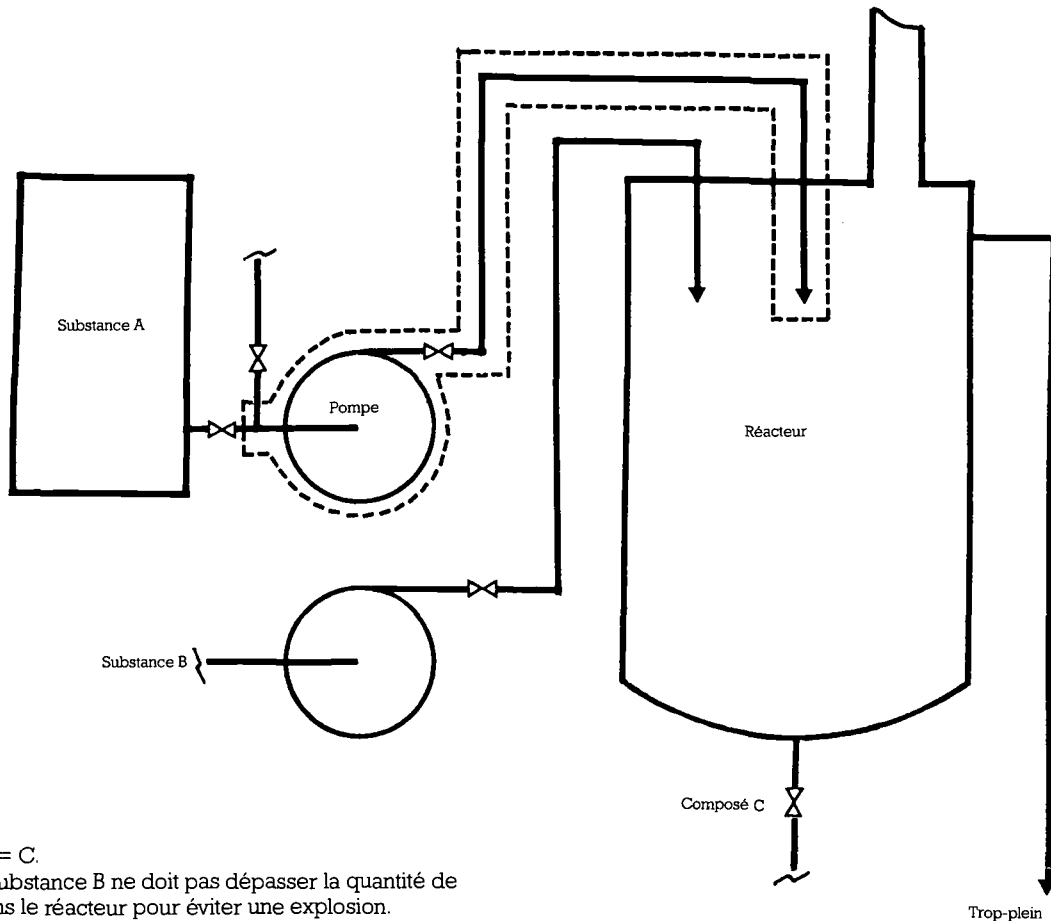 Substance A
Pompe
Réacteur
Substance B
Composé C
= C.
ubstance B ne doit pas dépasser la quantité de
ns le réacteur pour éviter une explosion.
Trop-plein